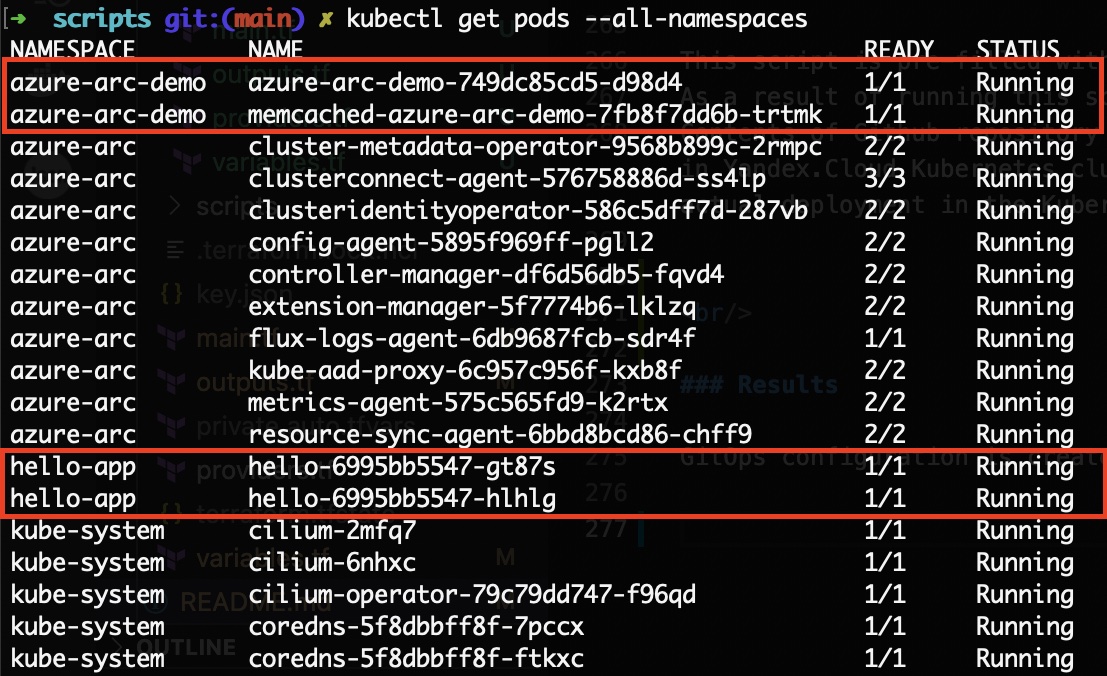 [➜  scripts git:(main) ✗ kubectl get pods --all-namespaces
NAMESPACE NAME READY STATUS
azure-arc-demo azure-arc-demo-749dc85cd5-d98d4 1/1 Running
azure-arc-demo memcached-azure-arc-demo-7fb8f7dd6b-trtmk 1/1 Running
azure-arc cluster-metadata-operator-9568b899c-2rmpc 2/2 Running
azure-arc clusterconnect-agent-576758886d-ss4lp 3/3 Running
azure-arc clusteridentityoperator-586c5dff7d-287vb 2/2 Running
azure-arc config-agent-5895f969ff-pgll2 2/2 Running
azure-arc controller-manager-df6d56db5-fqvd4 2/2 Running
azure-arc extension-manager-5f7774b6-lklzq 2/2 Running
azure-arc flux-logs-agent-6db9687fcb-sdr4f 1/1 Running
azure-arc kube-aad-proxy-6c957c956f-kxb8f 2/2 Running
azure-arc metrics-agent-575c565fd9-k2rtx 2/2 Running
azure-arc resource-sync-agent-6bbd8bcd86-chff9 2/2 Running
hello-app hello-6995bb5547-gt87s 1/1 Running
hello-app hello-6995bb5547-hlhlg 1/1 Running
kube-system cilium-2mfq7 1/1 Running
kube-system cilium-6nhxc 1/1 Running
kube-system cilium-operator-79c79dd747-f96qd 1/1 Running
kube-system coredns-5f8dbbff8f-7pccx 1/1 Running
kube-system coredns-5f8dbbff8f-ftkxc 1/1 Running
### Results
276
277
variables.tf M
README.md
OUTLINE